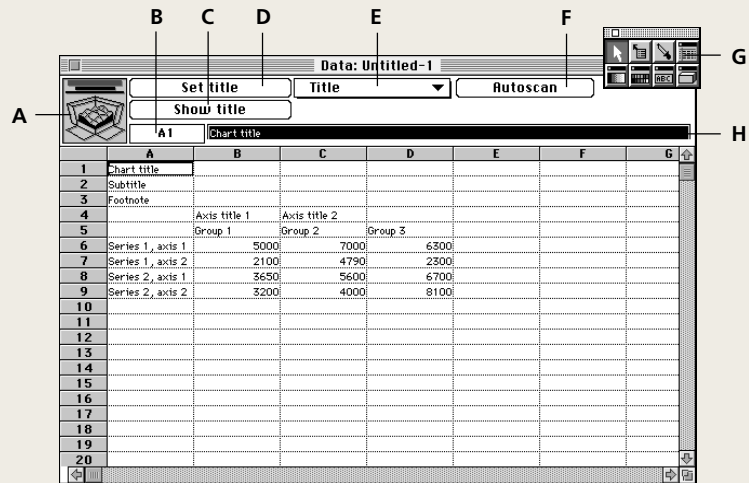 B C D E F
Data: Untitled-1
G
Set title Title Autoscan
Show title
A
A1 Chart title
H
A B C D E F G
1 Chart title
2 Subtitle
3 Footnote
4 Axis title 1 Axis title 2
5 Group 1 Group 2 Group 3
6 Series 1, axis 1 5000 7000 6300
7 Series 1, axis 2 2100 4790 2300
8 Series 2, axis 1 3650 5600 6700
9 Series 2, axis 2 3200 4000 8100
10
11
12
13
14
15
16
17
18
19
20
ABC